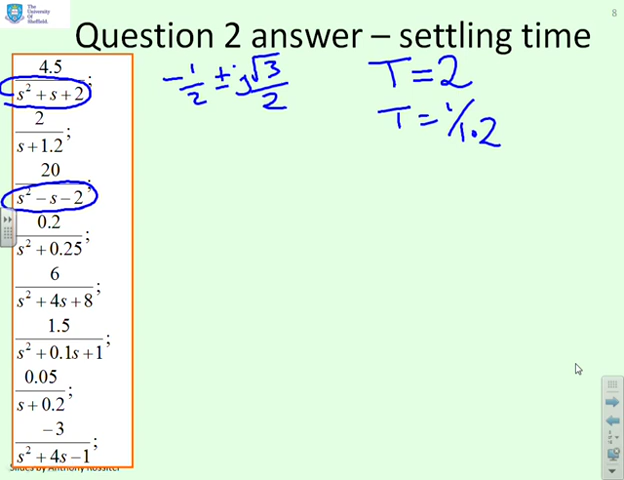 The University Of Sheffield.
8
Question 2 answer – settling time
4.5 / (s² + s + 2);
2 / (s + 1.2);
20 / (s² − s − 2);
0.2 / (s² + 0.25);
6 / (s² + 4s + 8);
1.5 / (s² + 0.1s + 1);
0.05 / (s + 0.2);
−3 / (s² + 4s − 1);
−1/2 ± j√3/2
T = 2
T = 1/1.2
Slides by Anthony Rossiter